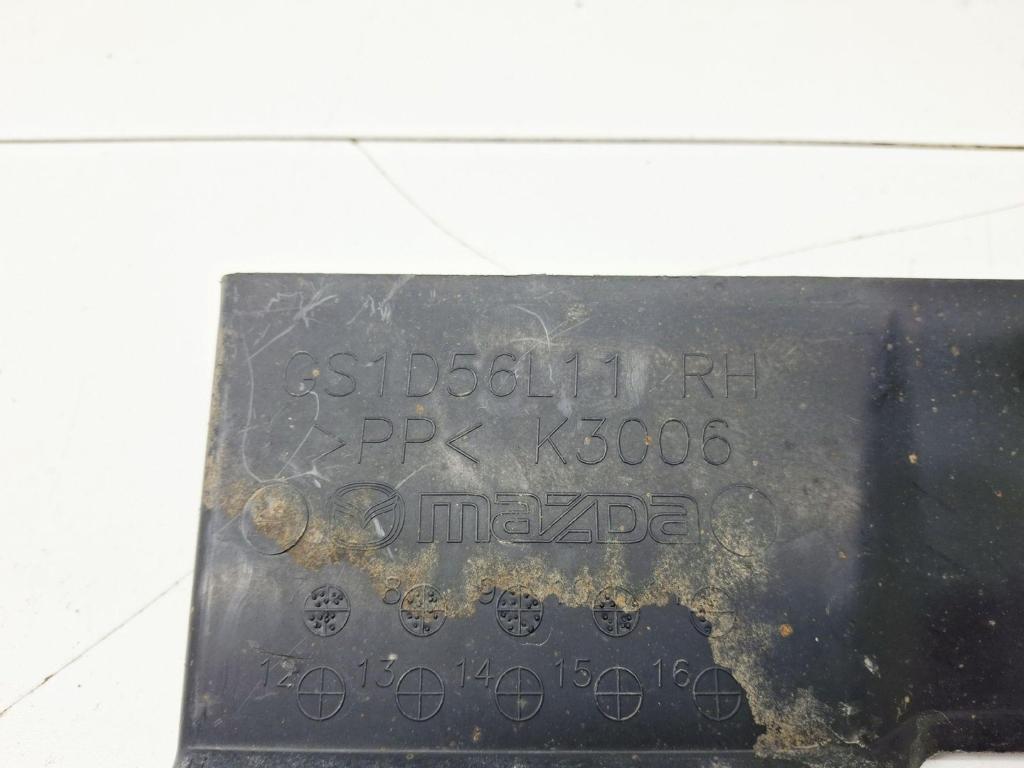 GS1D56L11 RH
>PP< K3006
mazda
8 9
12 13 14 15 16